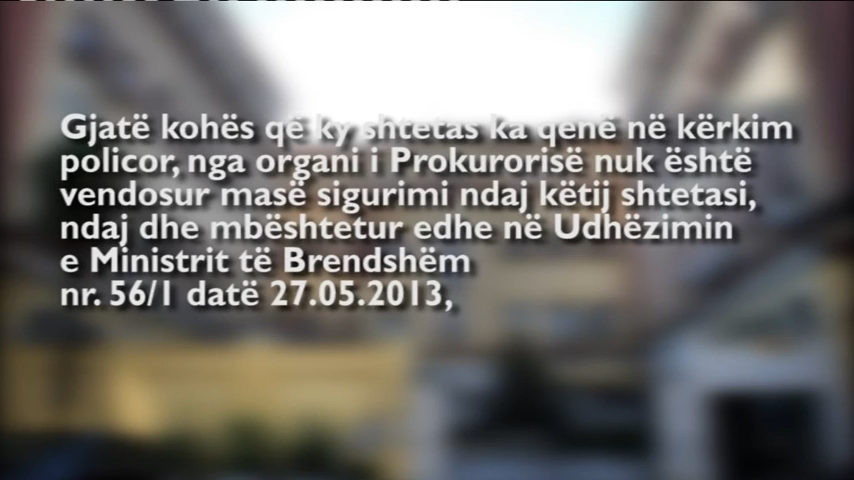 Gjatë kohës që ky shtetas ka qenë në kërkim
policor, nga organi i Prokurorisë nuk është
vendosur masë sigurimi ndaj këtij shtetasi,
ndaj dhe mbështetur edhe në Udhëzimin
e Ministrit të Brendshëm
nr. 56/1 datë 27.05.2013,